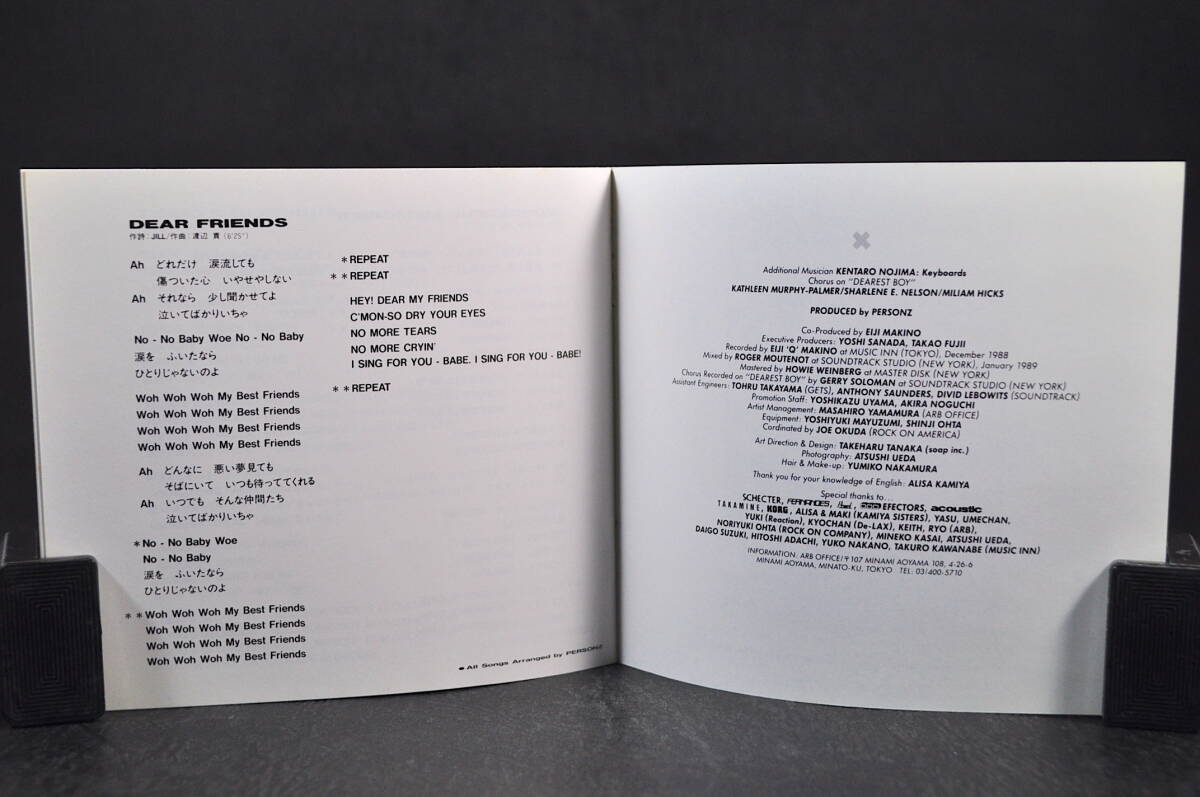 DEAR FRIENDS
作詩:JILL/作曲:渡辺 貢(6'25")
Ah どれだけ 涙流しても
傷ついた心 いやせやしない
Ah それなら 少し聞かせてよ
泣いてばかりいちゃ
No - No Baby Woe No - No Baby
涙を ふいたなら
ひとりじゃないのよ
Woh Woh Woh My Best Friends
Woh Woh Woh My Best Friends
Woh Woh Woh My Best Friends
Woh Woh Woh My Best Friends
Ah どんなに 悪い夢見ても
そばにいて いつも待っててくれる
Ah いつでも そんな仲間たち
泣いてばかりいちゃ
*No - No Baby Woe
No - No Baby
涙を ふいたなら
ひとりじゃないのよ
**Woh Woh Woh My Best Friends
Woh Woh Woh My Best Friends
Woh Woh Woh My Best Friends
Woh Woh Woh My Best Friends
*REPEAT
**REPEAT
HEY! DEAR MY FRIENDS
C'MON-SO DRY YOUR EYES
NO MORE TEARS
NO MORE CRYIN'
I SING FOR YOU - BABE. I SING FOR YOU - BABE!
**REPEAT
●All Songs Arranged by PERSONZ
Additional Musician KENTARO NOJIMA: Keyboards
Chorus on "DEAREST BOY"
KATHLEEN MURPHY-PALMER/SHARLENE E. NELSON/MILIAM HICKS
PRODUCED by PERSONZ
Co-Produced by EIJI MAKINO
Executive Producers: YOSHI SANADA, TAKAO FUJII
Recorded by EIJI 'Q' MAKINO at MUSIC INN (TOKYO), December 1988
Mixed by ROGER MOUTENOT at SOUNDTRACK STUDIO (NEW YORK), January 1989
Mastered by HOWIE WEINBERG at MASTER DISK (NEW YORK)
Chorus Recorded on "DEAREST BOY" by GERRY SOLOMAN at SOUNDTRACK STUDIO (NEW YORK)
Assistant Engineers: TOHRU TAKAYAMA (GETS), ANTHONY SAUNDERS, DIVID LEBOWITS (SOUNDTRACK)
Promotion Staff: YOSHIKAZU UYAMA, AKIRA NOGUCHI
Artist Management: MASAHIRO YAMAMURA (ARB OFFICE)
Equipment: YOSHIYUKI MAYUZUMI, SHINJI OHTA
Cordinated by JOE OKUDA (ROCK ON AMERICA)
Art Direction & Design: TAKEHARU TANAKA (soap inc.)
Photography: ATSUSHI UEDA
Hair & Make-up: YUMIKO NAKAMURA
Thank you for your knowledge of English: ALISA KAMIYA
Special thanks to...
SCHECTER, FERNANDES, EFECTORS, acoustic
TAKAMINE, KORG, ALISA & MAKI (KAMIYA SISTERS), YASU, UMECHAN,
YUKI (Reaction), KYOCHAN (De-LAX), KEITH, RYO (ARB),
NORIYUKI OHTA (ROCK ON COMPANY), MINEKO KASAI, ATSUSHI UEDA,
DAIGO SUZUKI, HITOSHI ADACHI, YUKO NAKANO, TAKURO KAWANABE (MUSIC INN)
INFORMATION: ARB OFFICE/〒107 MINAMI AOYAMA 108, 4-26-6
MINAMI AOYAMA, MINATO-KU, TOKYO TEL: 03/400-5710